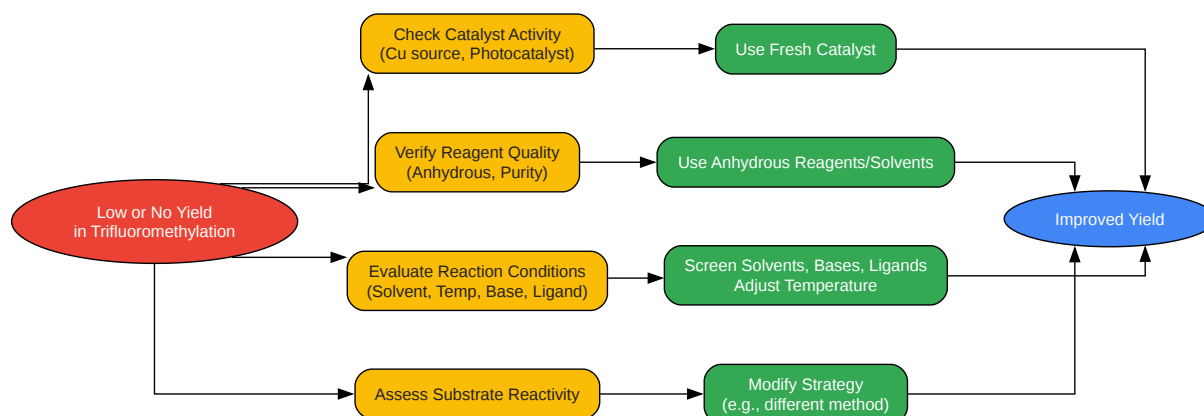 Check Catalyst Activity
(Cu source, Photocatalyst)
Use Fresh Catalyst
Verify Reagent Quality
(Anhydrous, Purity)
Use Anhydrous Reagents/Solvents
Low or No Yield
in Trifluoromethylation
Improved Yield
Evaluate Reaction Conditions
(Solvent, Temp, Base, Ligand)
Screen Solvents, Bases, Ligands
Adjust Temperature
Assess Substrate Reactivity
Modify Strategy
(e.g., different method)